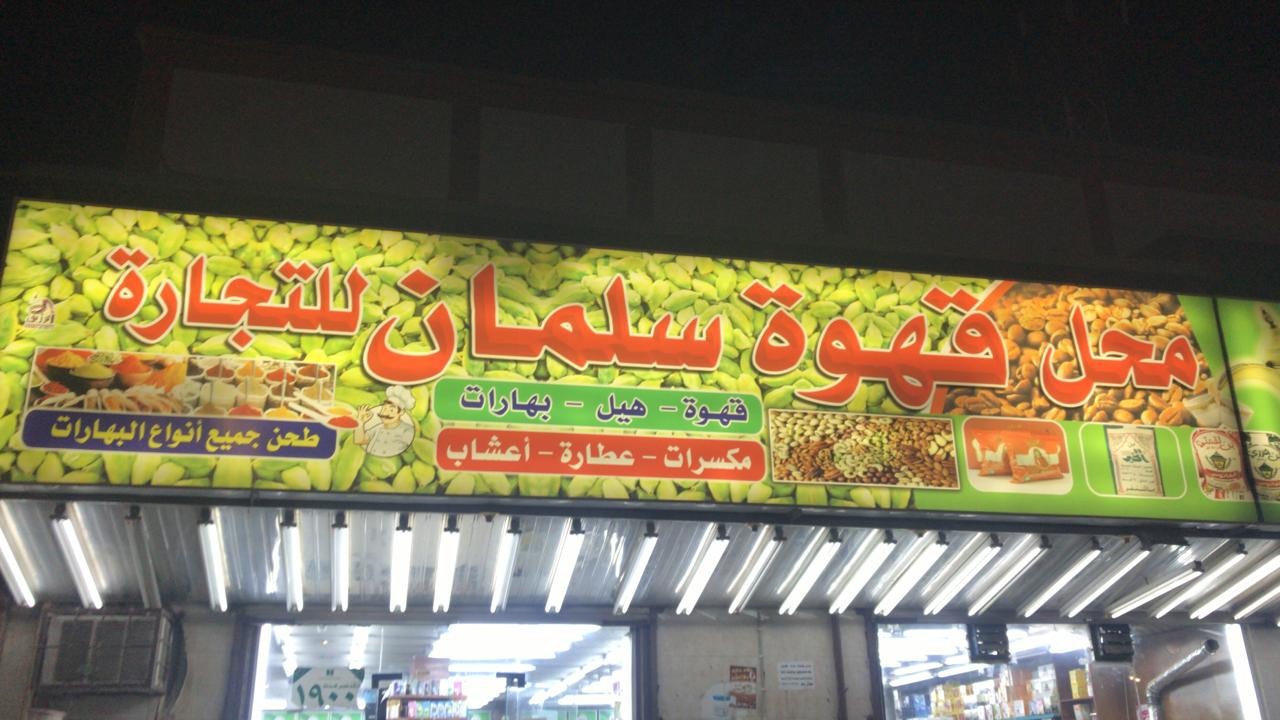 محل قهوة سلمان للتجارة
قهوة - هيل - بهارات
مكسرات - عطارة - أعشاب
طحن جميع أنواع البهارات
١٩٠٠